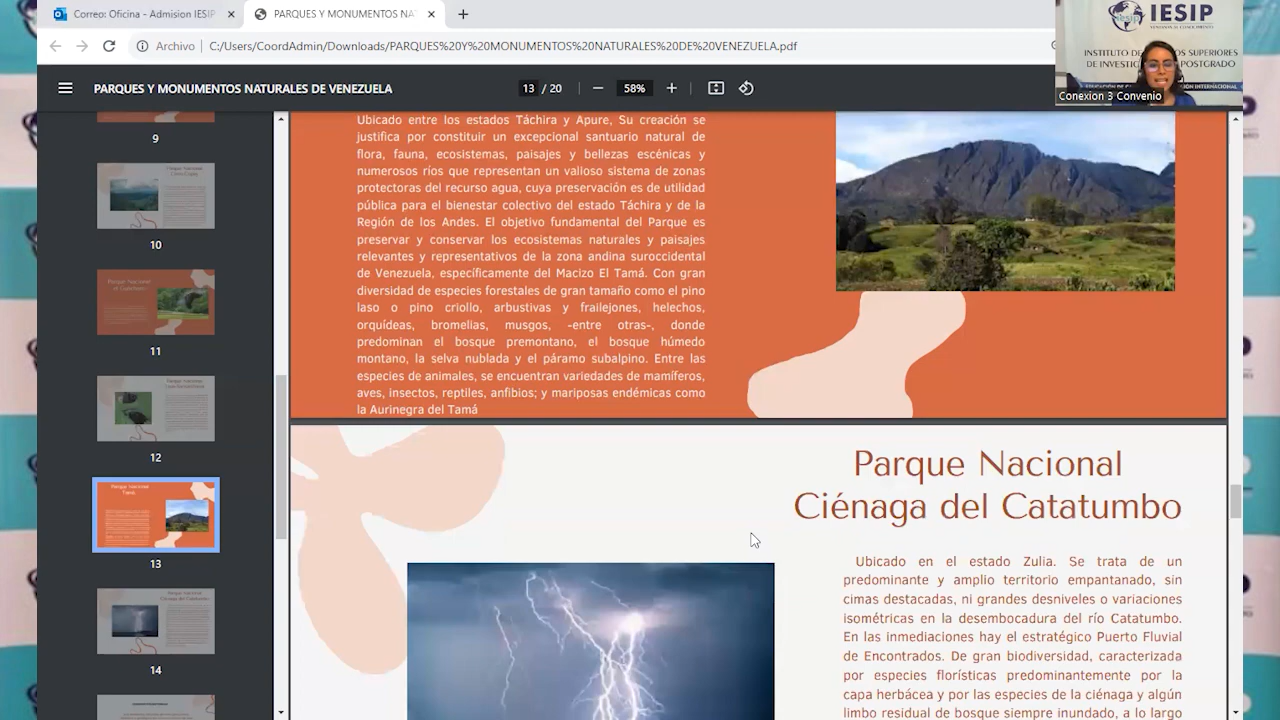 Correo: Oficina - Admision IESIP
PARQUES Y MONUMENTOS NA
Archivo
C:/Users/CoordAdmin/Downloads/PARQUES%20Y%20MONUMENTOS%20NATURALES%20DE%20VENEZUELA.pdf
IESIP
INSTITUTO DE
SUPERIORES
DE
POSTGRADO
Conexión 3 Convenio
PARQUES Y MONUMENTOS NATURALES DE VENEZUELA
13 / 20
58%
9
10
11
12
13
14
Ubicado entre los estados Táchira y Apure, Su creación se
justifica por constituir un excepcional santuario natural de
flora, fauna, ecosistemas, paisajes y bellezas escénicas y
numerosos ríos que representan un valioso sistema de zonas
protectoras del recurso agua, cuya preservación es de utilidad
pública para el bienestar colectivo del estado Táchira y de la
Región de los Andes. El objetivo fundamental del Parque es
preservar y conservar los ecosistemas naturales y paisajes
relevantes y representativos de la zona andina suroccidental
de Venezuela, específicamente del Macizo El Tamá. Con gran
diversidad de especies forestales de gran tamaño como el pino
laso o pino criollo, arbustivas y frailejones, helechos,
orquídeas, bromelias, musgos, -entre otras-, donde
predominan el bosque premontano, el bosque húmedo
montano, la selva nublada y el páramo subalpino. Entre las
especies de animales, se encuentran variedades de mamíferos,
aves, insectos, reptiles, anfibios; y mariposas endémicas como
la Aurinegra del Tamá
Parque Nacional
Ciénaga del Catatumbo
Ubicado en el estado Zulia. Se trata de un
predominante y amplio territorio empantanado, sin
cimas destacadas, ni grandes desniveles o variaciones
isométricas en la desembocadura del río Catatumbo.
En las inmediaciones hay el estratégico Puerto Fluvial
de Encontrados. De gran biodiversidad, caracterizada
por especies florísticas predominantemente por la
capa herbácea y por las especies de la ciénaga y algún
limbo residual de bosque siempre inundado, a lo largo